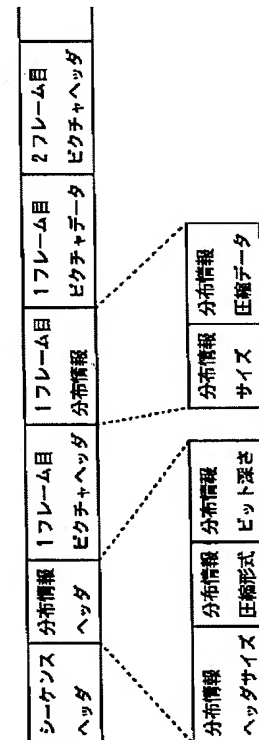 シーケンス
ヘッダ
分布情報
ヘッダ
1フレーム目
ピクチャヘッダ
1フレーム目
分布情報
1フレーム目
ピクチャデータ
2フレーム目
ピクチャヘッダ
分布情報
ヘッダサイズ
分布情報
圧縮形式
分布情報
ビット深さ
分布情報
サイズ
分布情報
圧縮データ